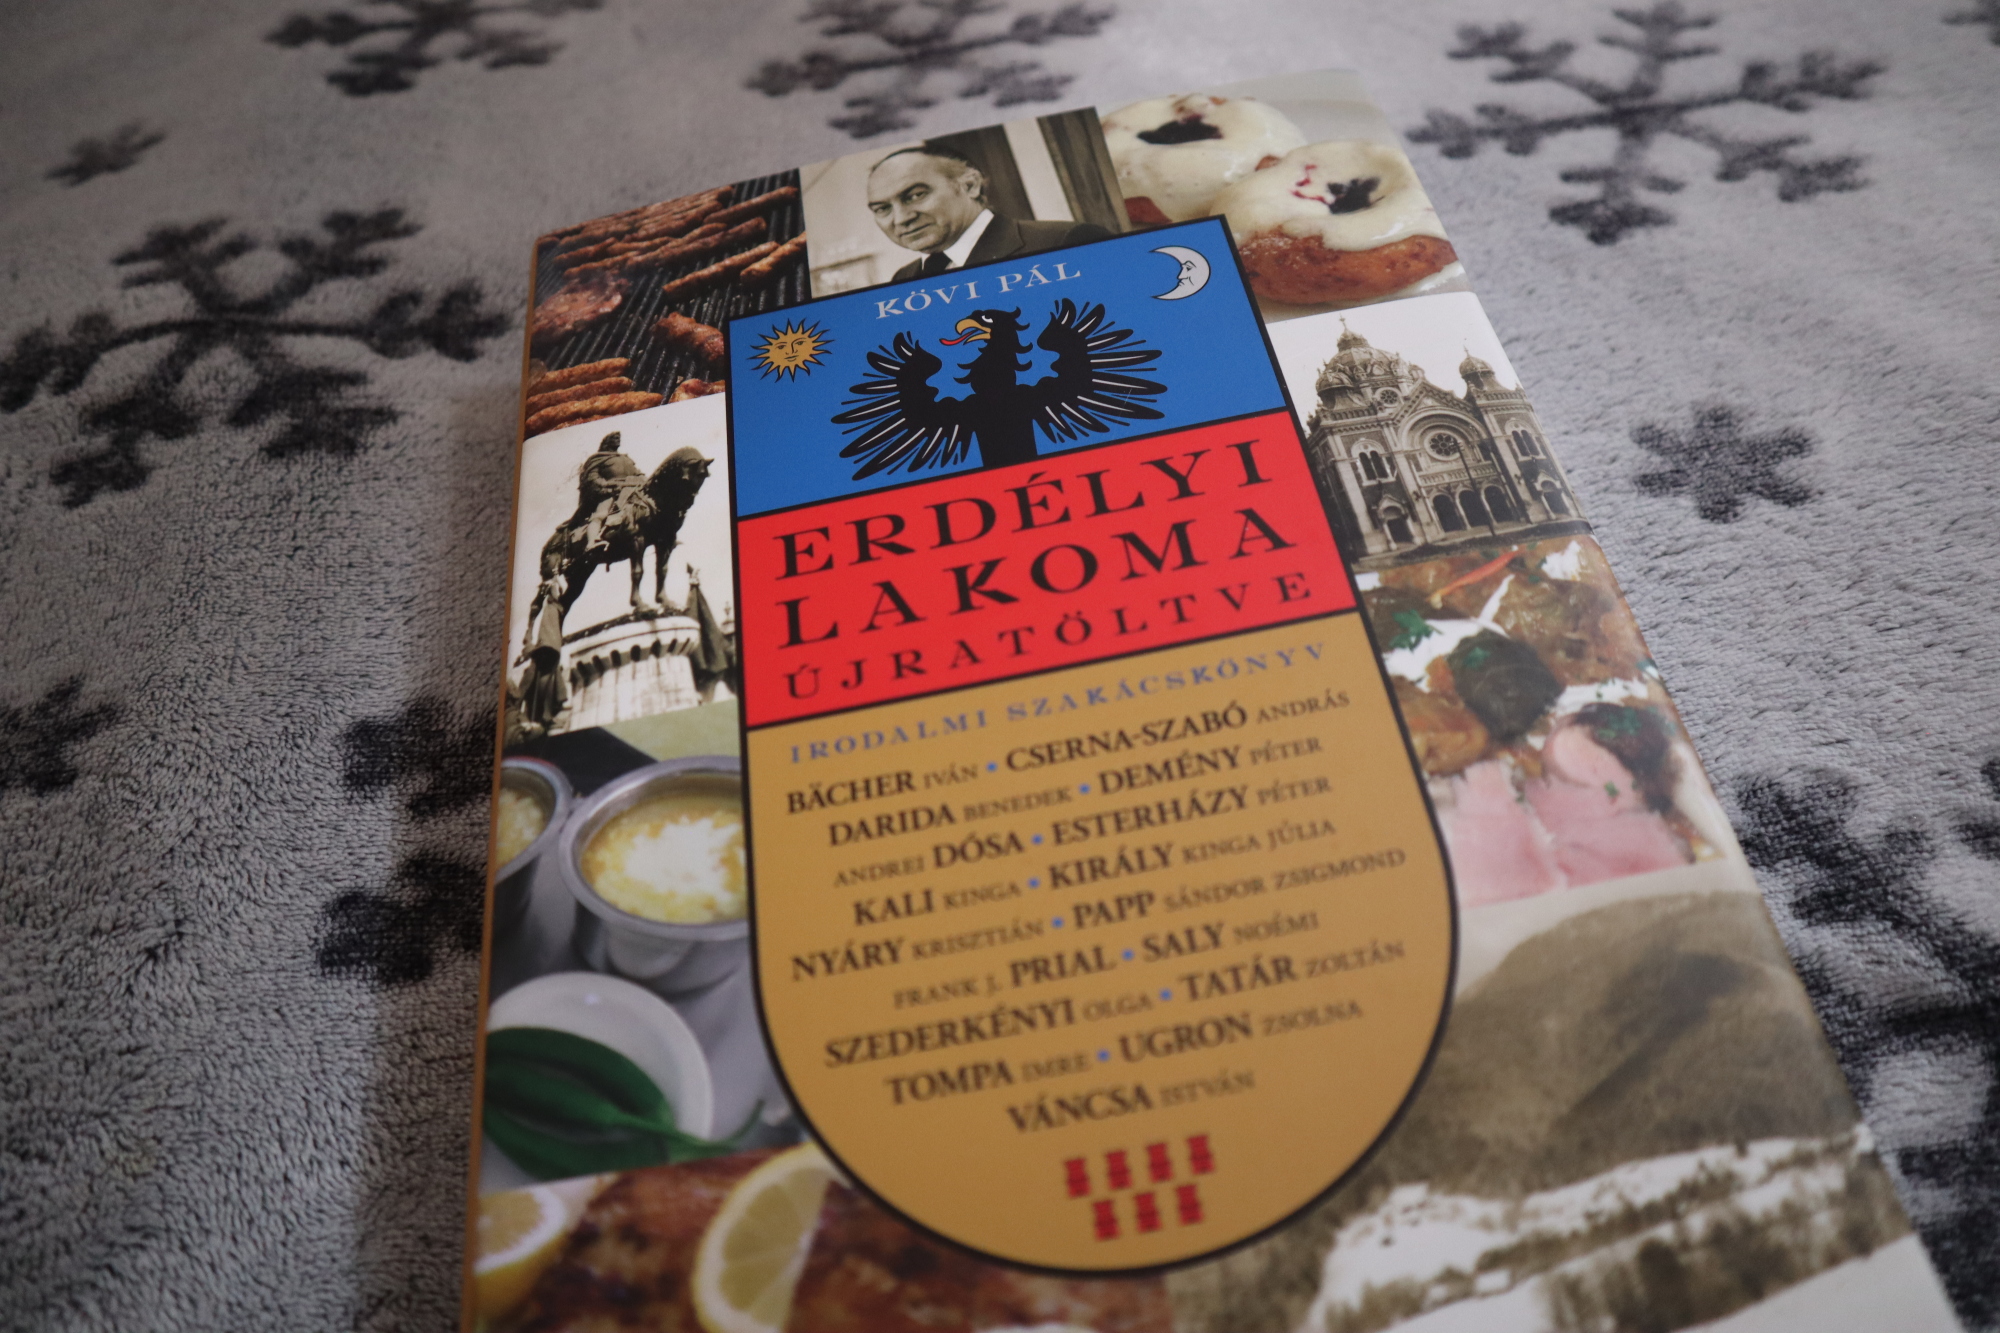 KÖVI PÁL
ERDÉLYI
LAKOMA
ÚJRATÖLTVE
IRODALMI SZAKÁCSKÖNYV
BÄCHER IVÁN • CSERNA-SZABÓ ANDRÁS
DARIDA BENEDEK • DEMÉNY PÉTER
ANDREI DÓSA • ESTERHÁZY PÉTER
KALI KINGA • KIRÁLY KINGA JÚLIA
NYÁRY KRISZTIÁN • PAPP SÁNDOR ZSIGMOND
FRANK J. PRIAL • SALY NOÉMI
SZEDERKÉNYI OLGA • TATÁR ZOLTÁN
TOMPA IMRE • UGRON ZSOLNA
VÁNCSA ISTVÁN